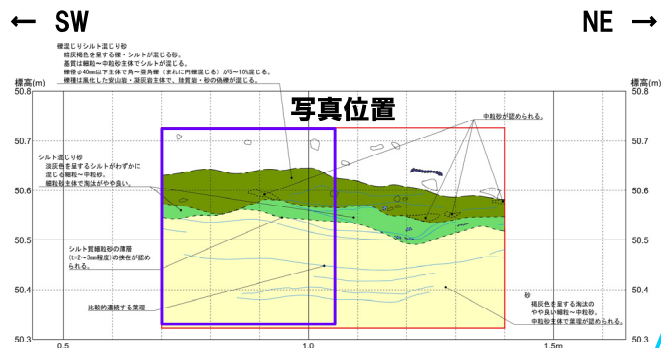 ← SW
NE →
礫混じりシルト混じり砂
暗灰褐色を呈する礫・シルトが混じる砂。
基質は細粒～中粒砂主体でシルトが混じる。
礫径φ40mm以下主体で角～亜角礫（まれに円礫混じる）が5～10%混じる。
礫種は風化した安山岩・凝灰岩主体で、珪質岩・砂の偽礫が混じる。
標高(m)
標高(m)
写真位置
中粒砂が認められる。
50.8
50.8
50.7
50.7
シルト混じり砂
淡灰色を呈するシルトがわずかに
混じる細粒～中粒砂。
細粒砂主体で淘汰がやや良い。
50.6
50.6
50.5
50.5
シルト質細粒砂の薄層
(t=2～3mm程度)の挟在が認め
られる。
50.4
50.4
比較的連続する葉理
砂
褐灰色を呈する淘汰の
やや良い細粒～中粒砂。
中粒砂主体で葉理が認められる。
50.3
50.3
0.5
1.0
1.5m